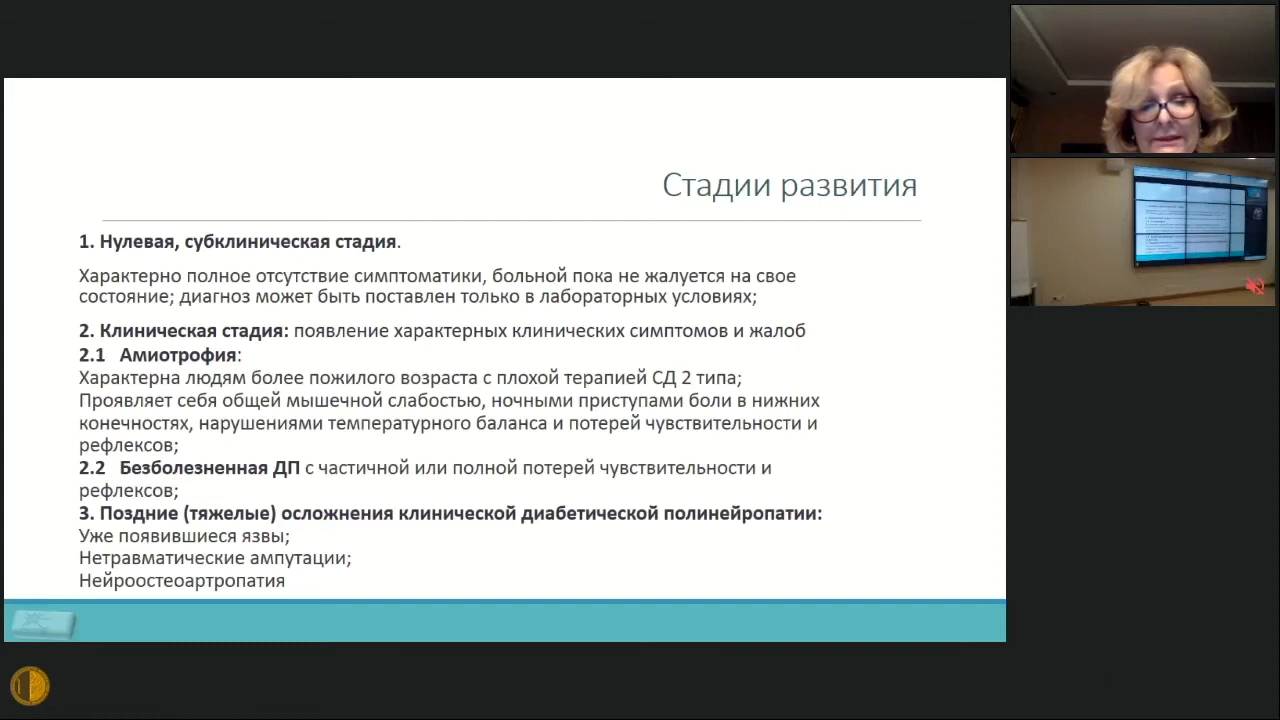 Стадии развития
1. Нулевая, субклиническая стадия.
Характерно полное отсутствие симптоматики, больной пока не жалуется на свое
состояние; диагноз может быть поставлен только в лабораторных условиях;
2. Клиническая стадия: появление характерных клинических симптомов и жалоб
2.1 Амиотрофия:
Характерна людям более пожилого возраста с плохой терапией СД 2 типа;
Проявляет себя общей мышечной слабостью, ночными приступами боли в нижних
конечностях, нарушениями температурного баланса и потерей чувствительности и
рефлексов;
2.2 Безболезненная ДП с частичной или полной потерей чувствительности и
рефлексов;
3. Поздние (тяжелые) осложнения клинической диабетической полинейропатии:
Уже появившиеся язвы;
Нетравматические ампутации;
Нейроостеоартропатия